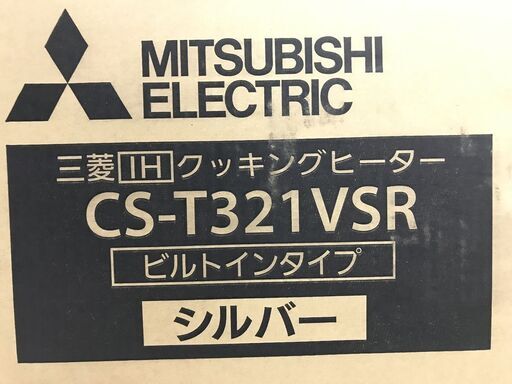 MITSUBISHI
ELECTRIC
三菱IHクッキングヒーター
CS-T321VSR
ビルトインタイプ
シルバー